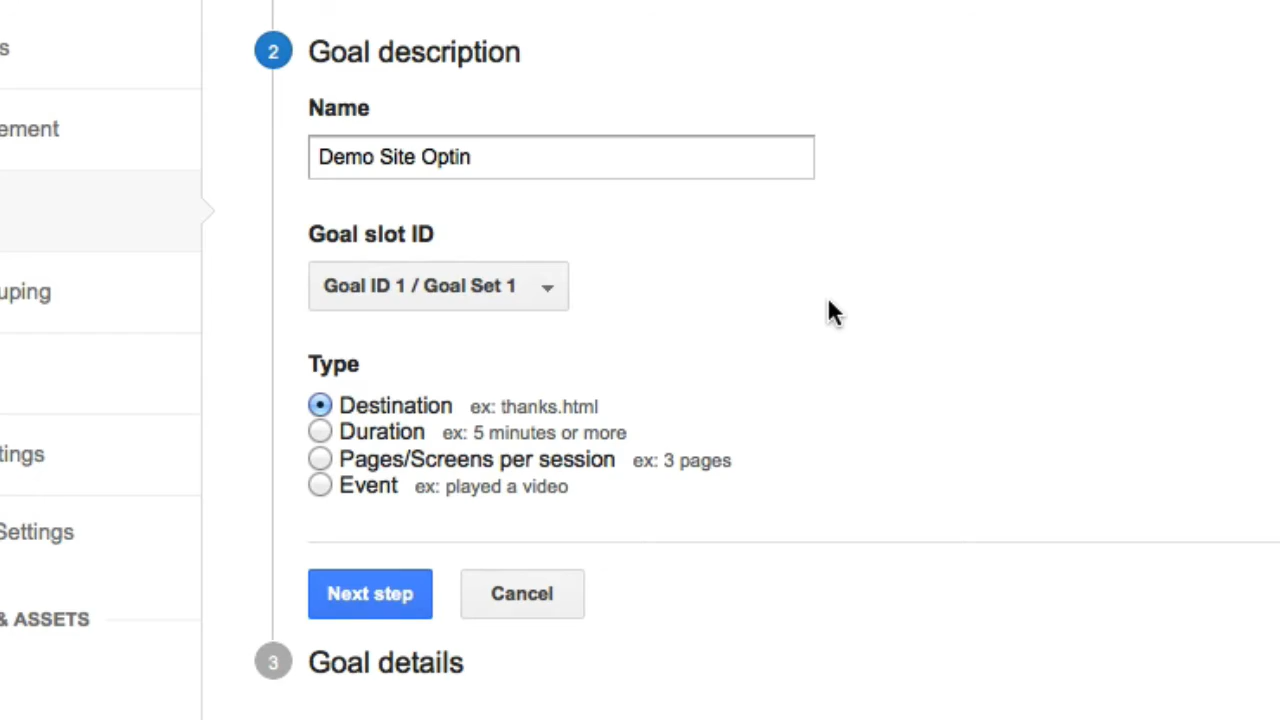 s
ement
uping
tings
Settings
& ASSETS
2 Goal description
Name
Demo Site Optin
Goal slot ID
Goal ID 1 / Goal Set 1
Type
Destination ex: thanks.html
Duration ex: 5 minutes or more
Pages/Screens per session ex: 3 pages
Event ex: played a video
Next step Cancel
3 Goal details